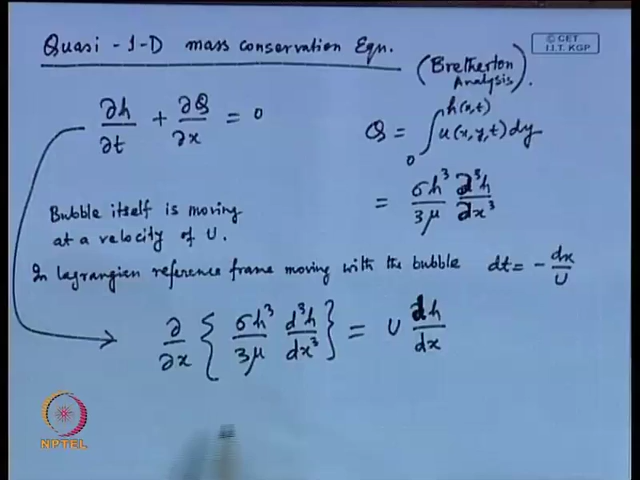 Quasi-1-D mass conservation Eqn.
© CET
I.I.T. KGP
(Bretherton Analysis).
∂h/∂t + ∂Q/∂x = 0
Q = ∫₀^h(x,t) u(x,y,t) dy
= σh³/3μ ∂³h/∂x³
Bubble itself is moving
at a velocity of U.
In Lagrangien reference frame moving with the bubble dt = - dx/U
∂/∂x { σh³/3μ d³h/dx³ } = U dh/dx
NPTEL